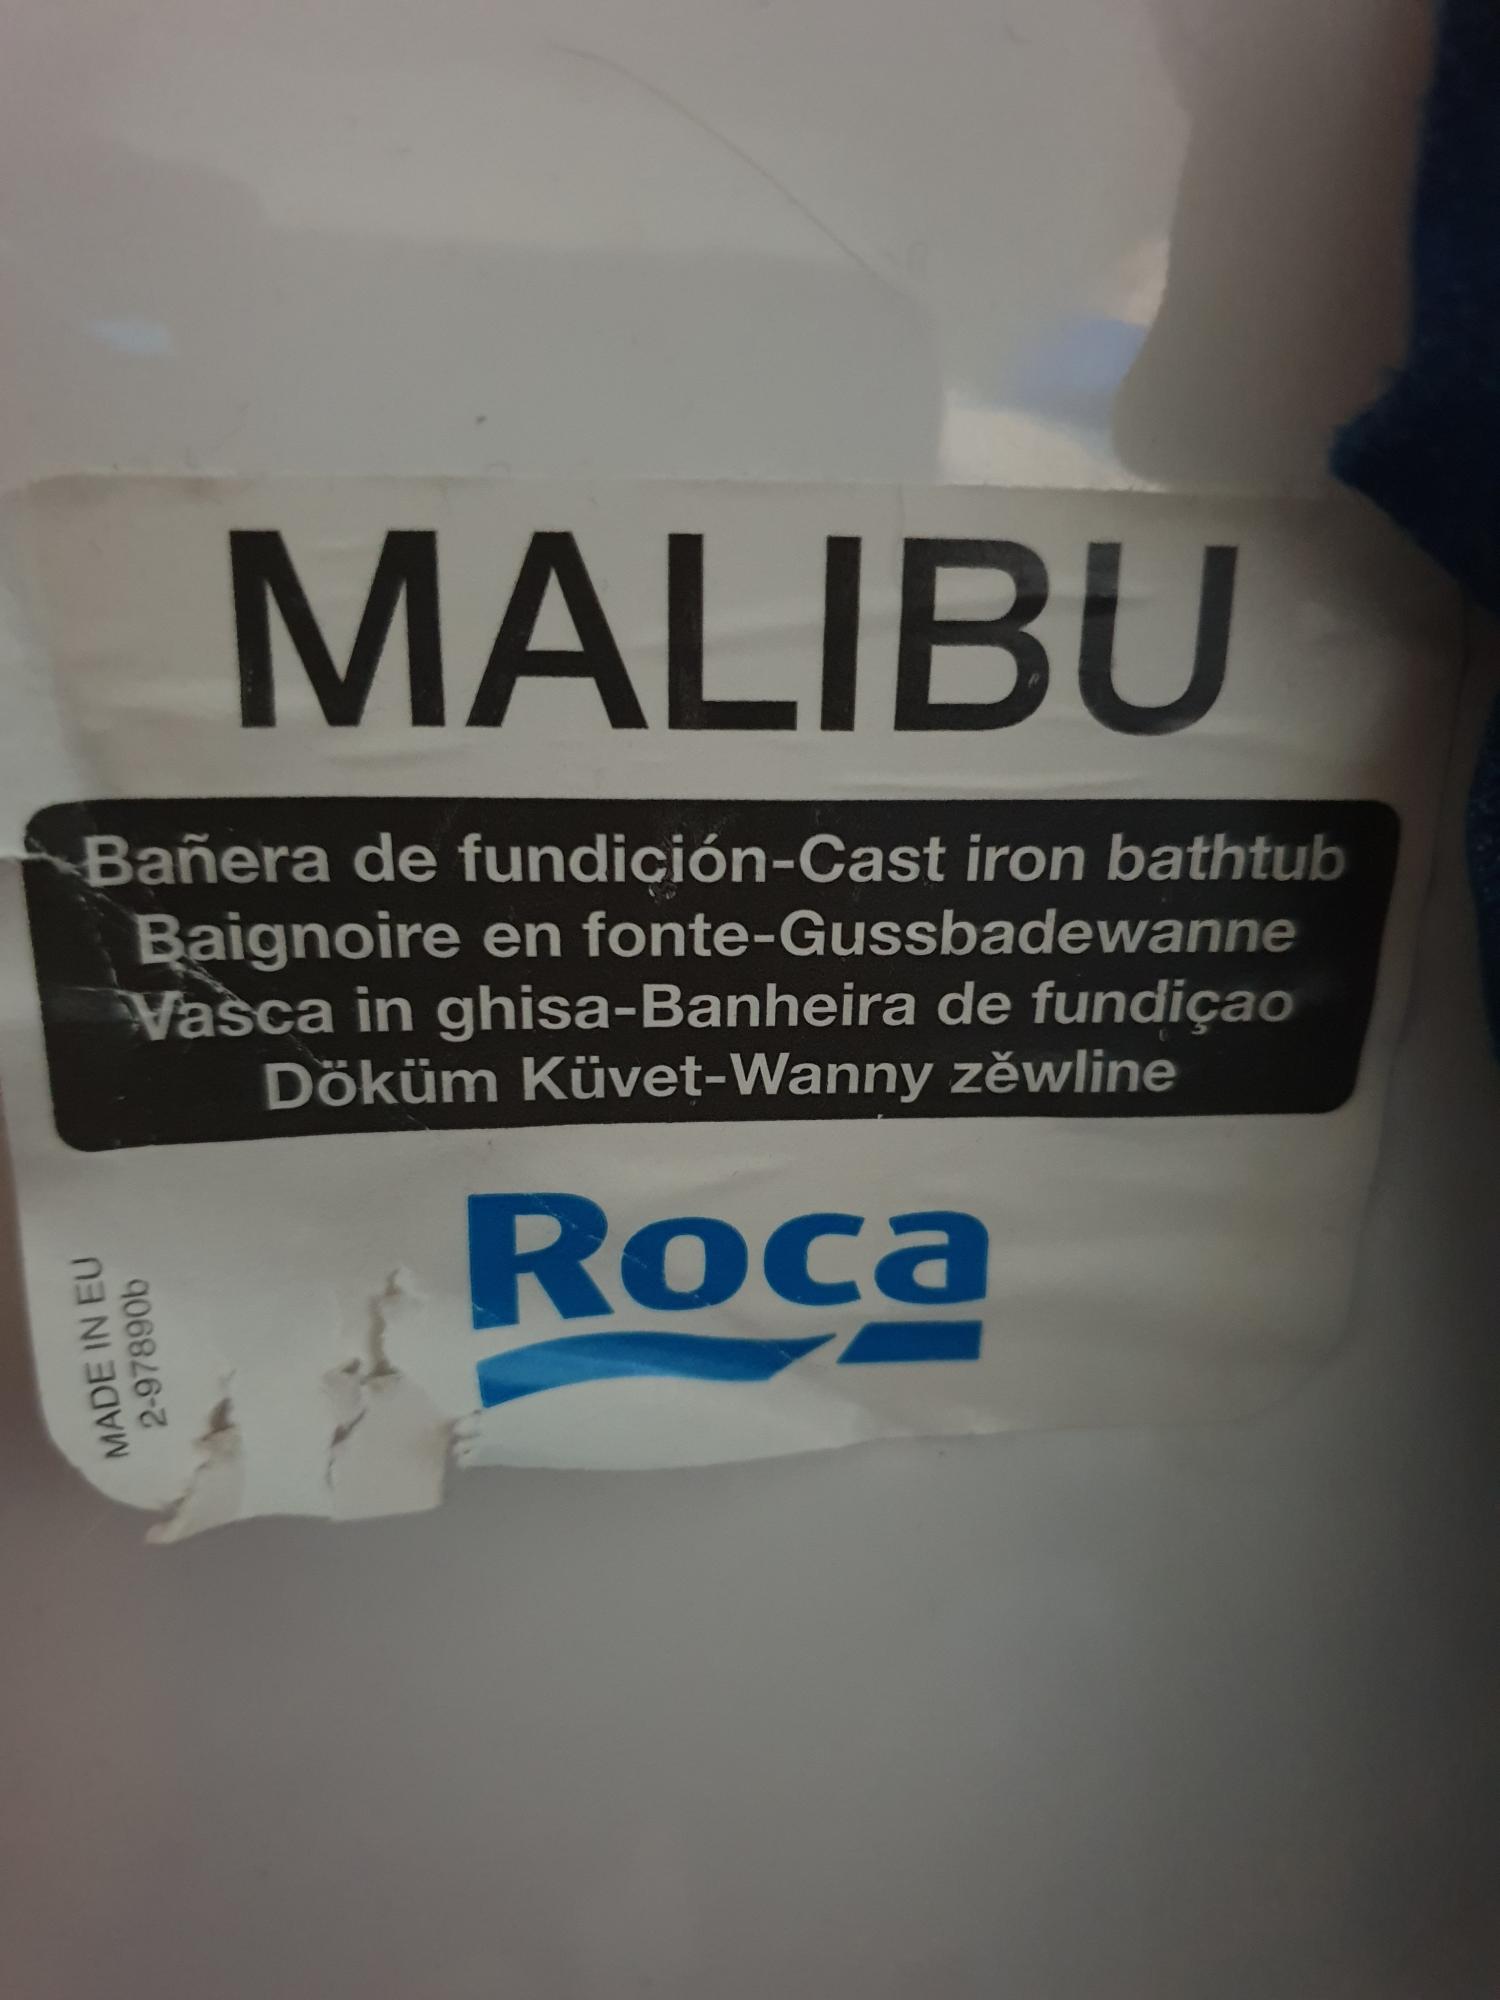 MALIBU
Bañera de fundición-Cast iron bathtub
Baignoire en fonte-Gussbadewanne
Vasca in ghisa-Banheira de fundiçao
Döküm Küvet-Wanny zěwline
Roca
MADE IN EU
2-97890b